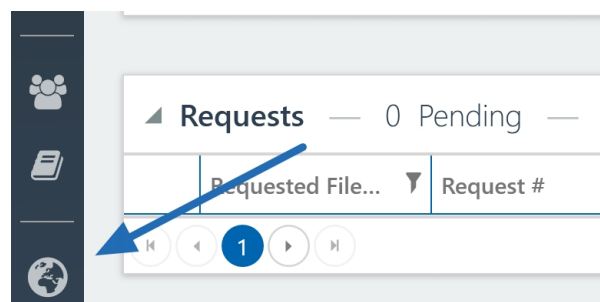 Requests — 0 Pending —
Requested File... Request #
1